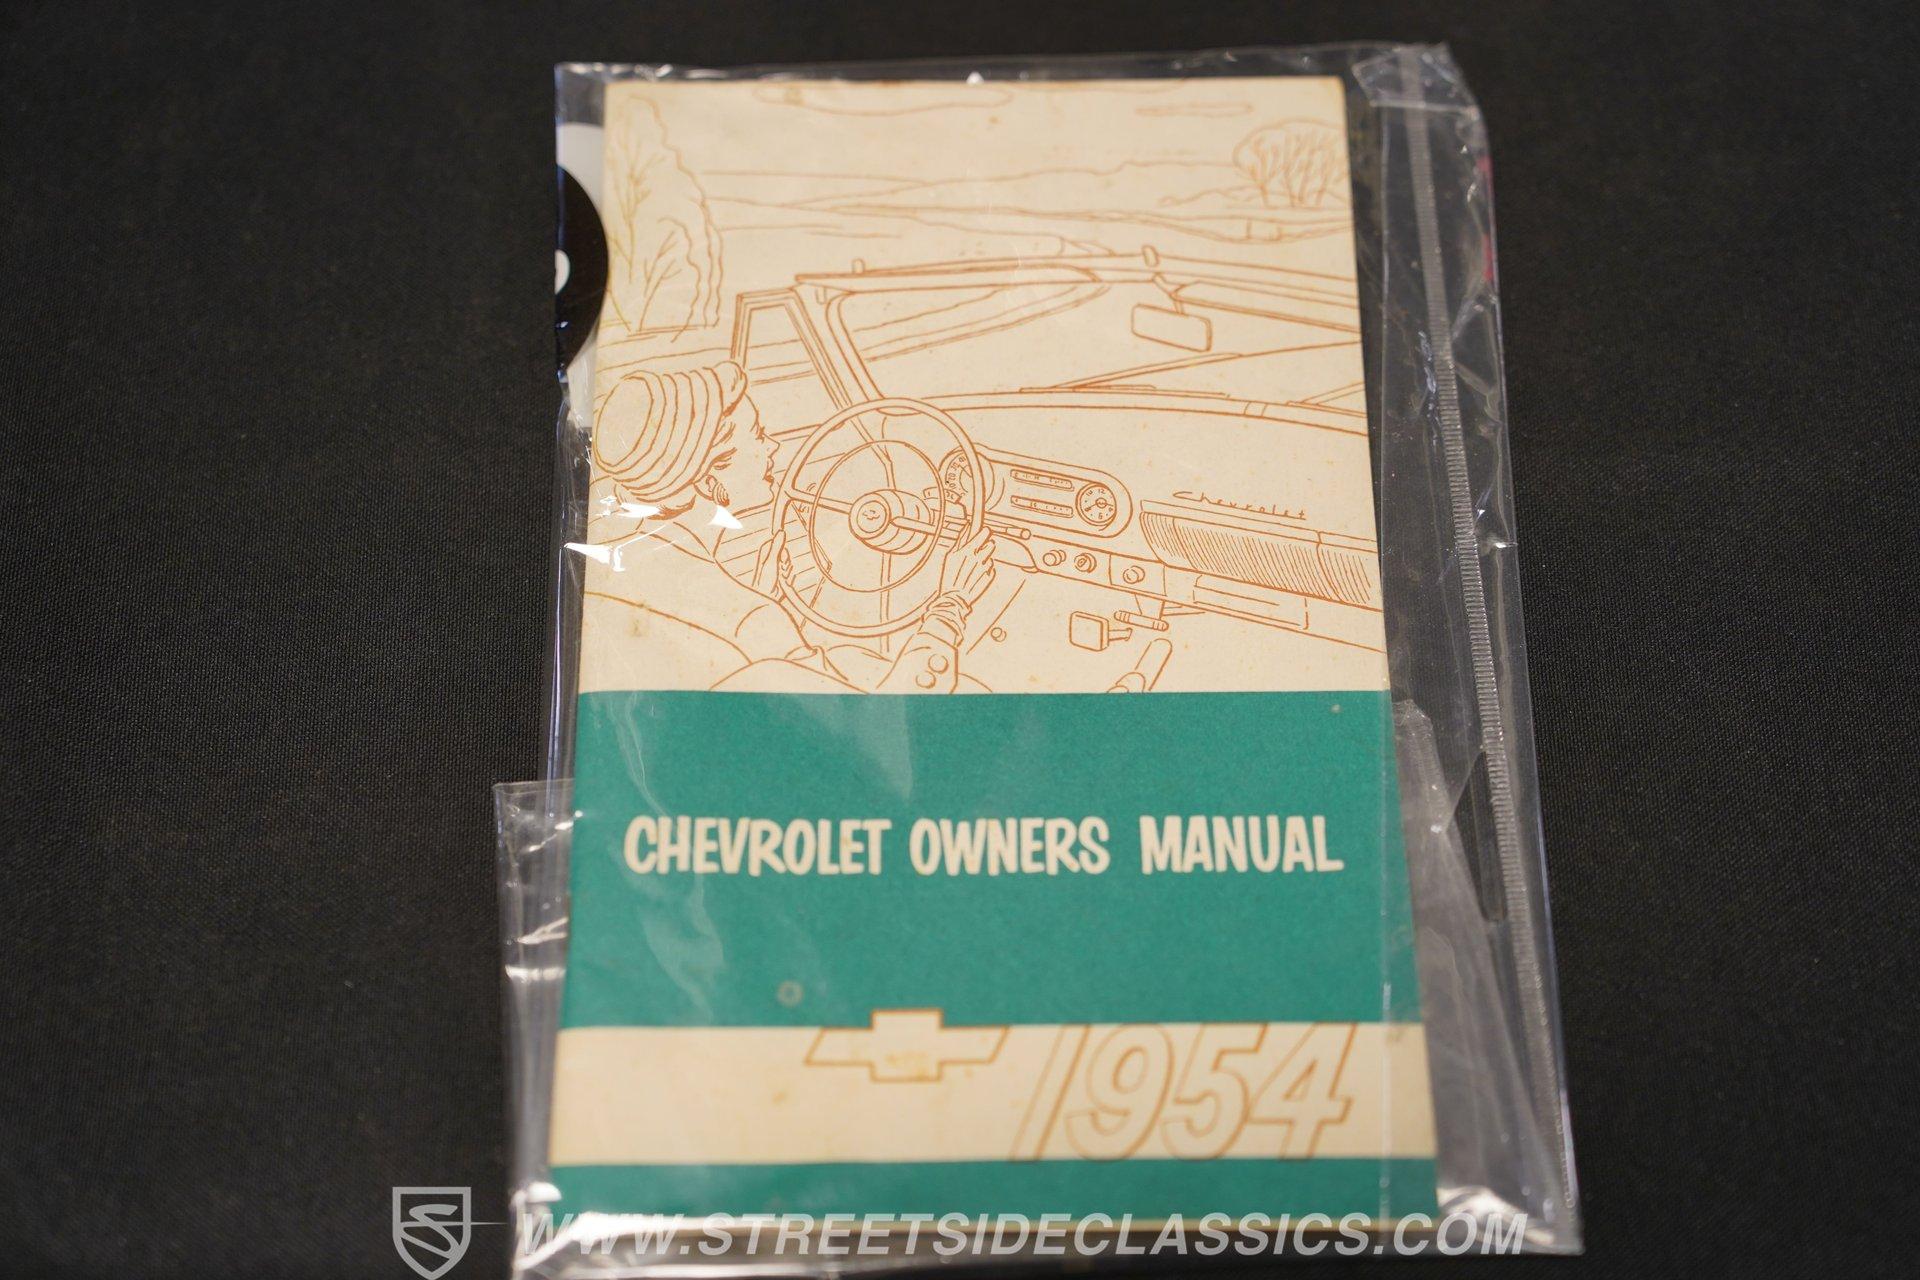 Chevrolet
CHEVROLET OWNERS MANUAL
1954
WWW.STREETSIDECLASSICS.COM